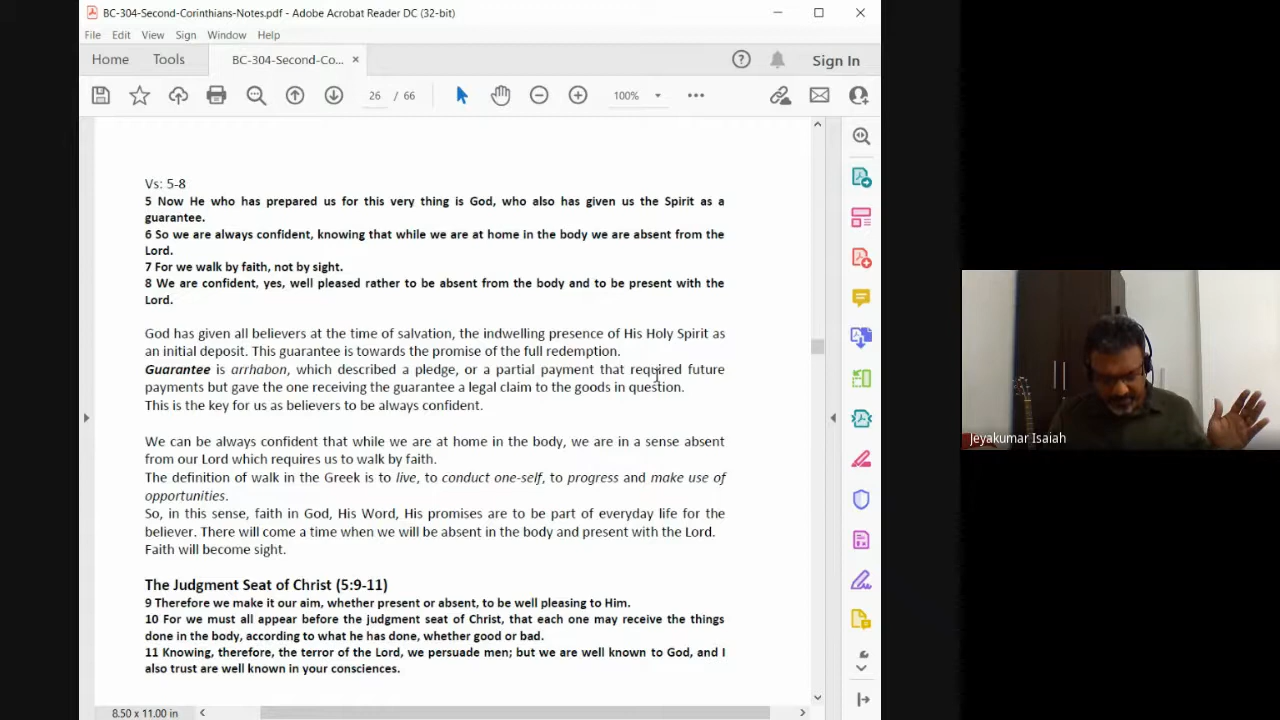 BC-304-Second-Corinthians-Notes.pdf - Adobe Acrobat Reader DC (32-bit)
File Edit View Sign Window Help
Home Tools BC-304-Second-Co... × Sign In
26 / 66 100%
Vs: 5-8
5 Now He who has prepared us for this very thing is God, who also has given us the Spirit as a
guarantee.
6 So we are always confident, knowing that while we are at home in the body we are absent from the
Lord.
7 For we walk by faith, not by sight.
8 We are confident, yes, well pleased rather to be absent from the body and to be present with the
Lord.
God has given all believers at the time of salvation, the indwelling presence of His Holy Spirit as
an initial deposit. This guarantee is towards the promise of the full redemption.
Guarantee is arrhabon, which described a pledge, or a partial payment that required future
payments but gave the one receiving the guarantee a legal claim to the goods in question.
This is the key for us as believers to be always confident.
We can be always confident that while we are at home in the body, we are in a sense absent
from our Lord which requires us to walk by faith.
The definition of walk in the Greek is to live, to conduct one-self, to progress and make use of
opportunities.
So, in this sense, faith in God, His Word, His promises are to be part of everyday life for the
believer. There will come a time when we will be absent in the body and present with the Lord.
Faith will become sight.
The Judgment Seat of Christ (5:9-11)
9 Therefore we make it our aim, whether present or absent, to be well pleasing to Him.
10 For we must all appear before the judgment seat of Christ, that each one may receive the things
done in the body, according to what he has done, whether good or bad.
11 Knowing, therefore, the terror of the Lord, we persuade men; but we are well known to God, and I
also trust are well known in your consciences.
8.50 x 11.00 in
Jeyakumar Isaiah